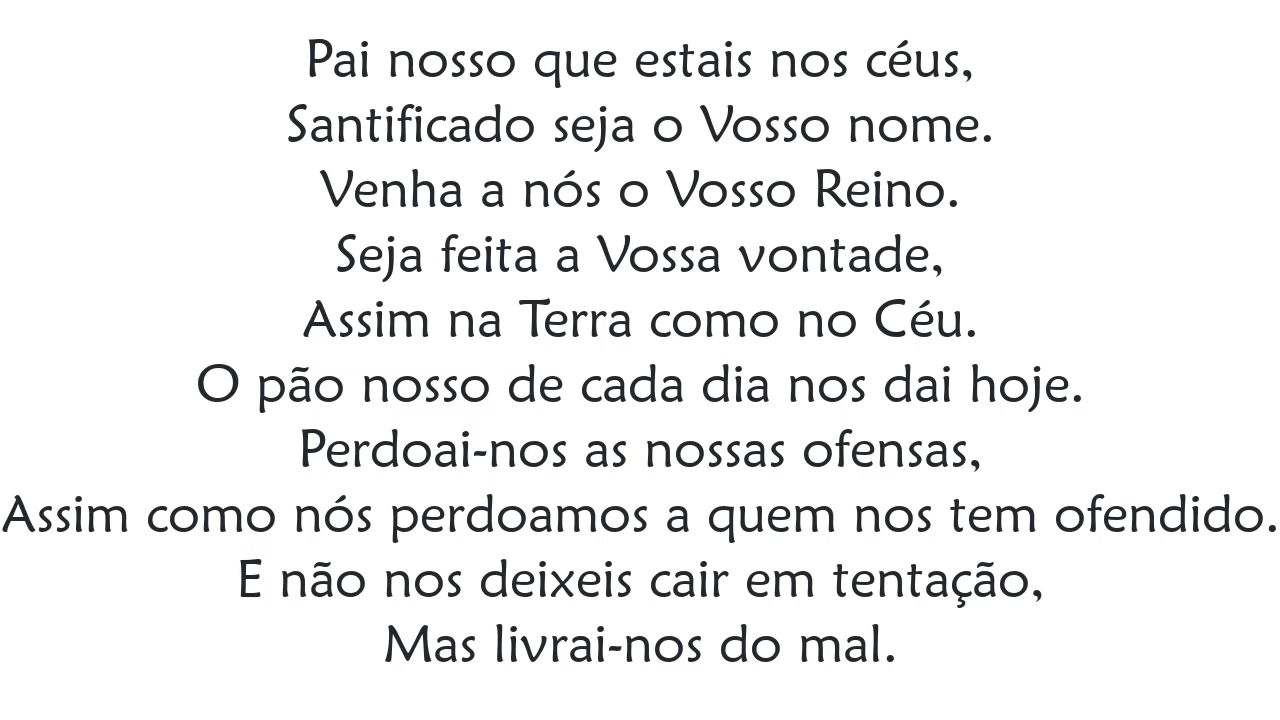 Pai nosso que estais nos céus,
Santificado seja o Vosso nome.
Venha a nós o Vosso Reino.
Seja feita a Vossa vontade,
Assim na Terra como no Céu.
O pão nosso de cada dia nos dai hoje.
Perdoai-nos as nossas ofensas,
Assim como nós perdoamos a quem nos tem ofendido.
E não nos deixeis cair em tentação,
Mas livrai-nos do mal.